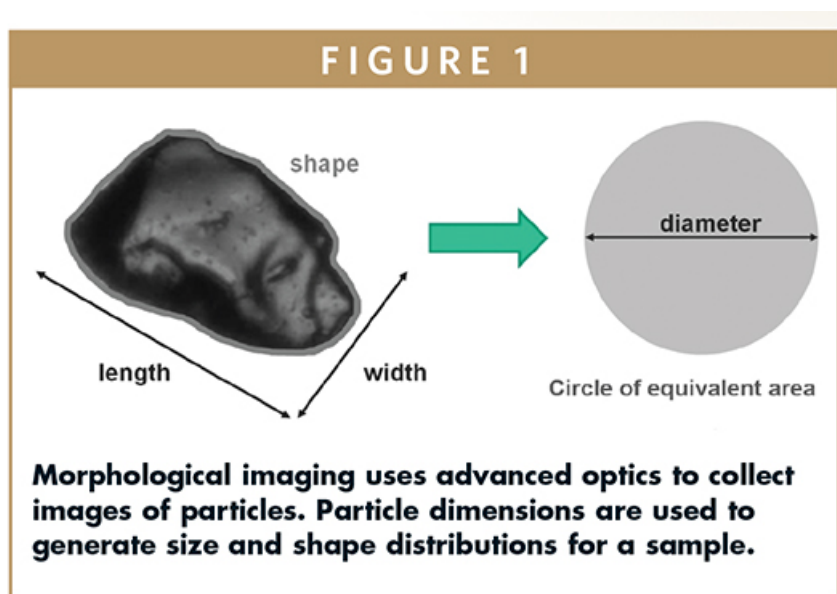 FIGURE 1
shape
diameter
length
width
Circle of equivalent area
Morphological imaging uses advanced optics to collect
images of particles. Particle dimensions are used to
generate size and shape distributions for a sample.